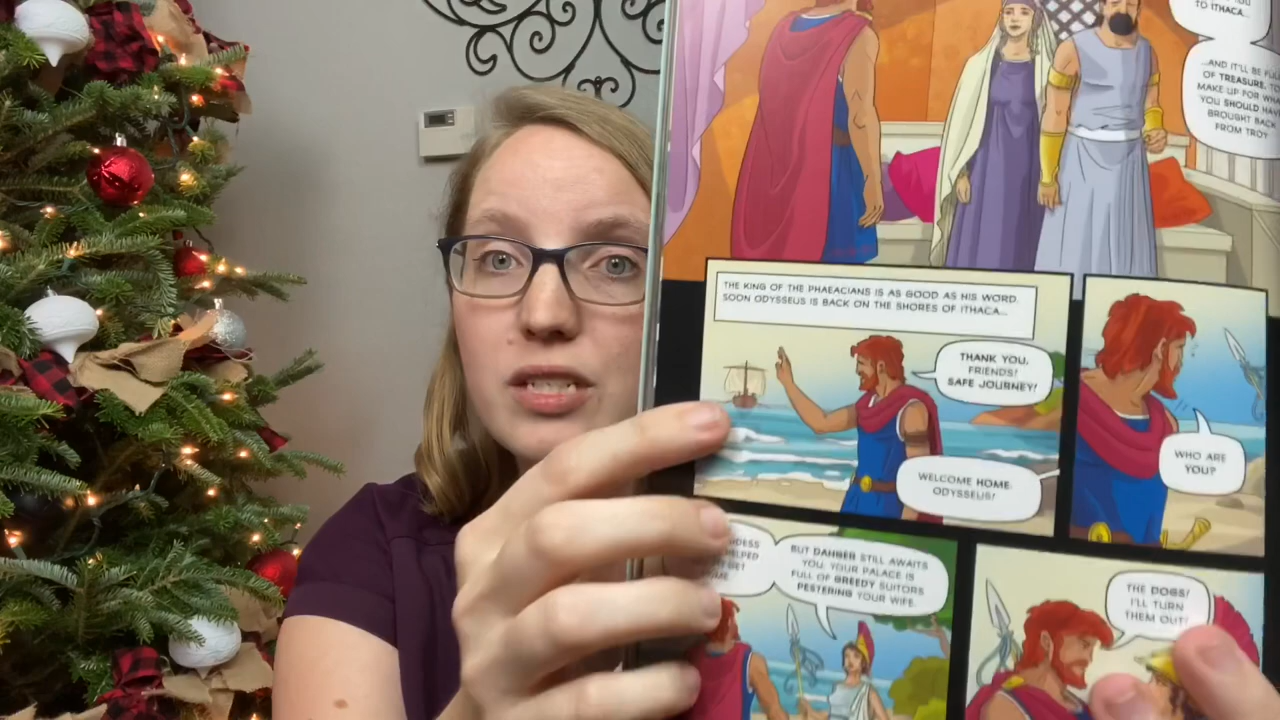 TO ITHACA...
...AND IT'LL BE FULL
OF TREASURE, TO
MAKE UP FOR WHAT
YOU SHOULD HAVE
BROUGHT BACK
FROM TROY
THE KING OF THE PHAEACIANS IS AS GOOD AS HIS WORD.
SOON ODYSSEUS IS BACK ON THE SHORES OF ITHACA...
THANK YOU,
FRIENDS!
SAFE JOURNEY!
WELCOME HOME,
ODYSSEUS!
WHO ARE
YOU?
BUT DANGER STILL AWAITS
YOU. YOUR PALACE IS
FULL OF GREEDY SUITORS
PESTERING YOUR WIFE.
THE DOGS!
I'LL TURN
THEM OUT!